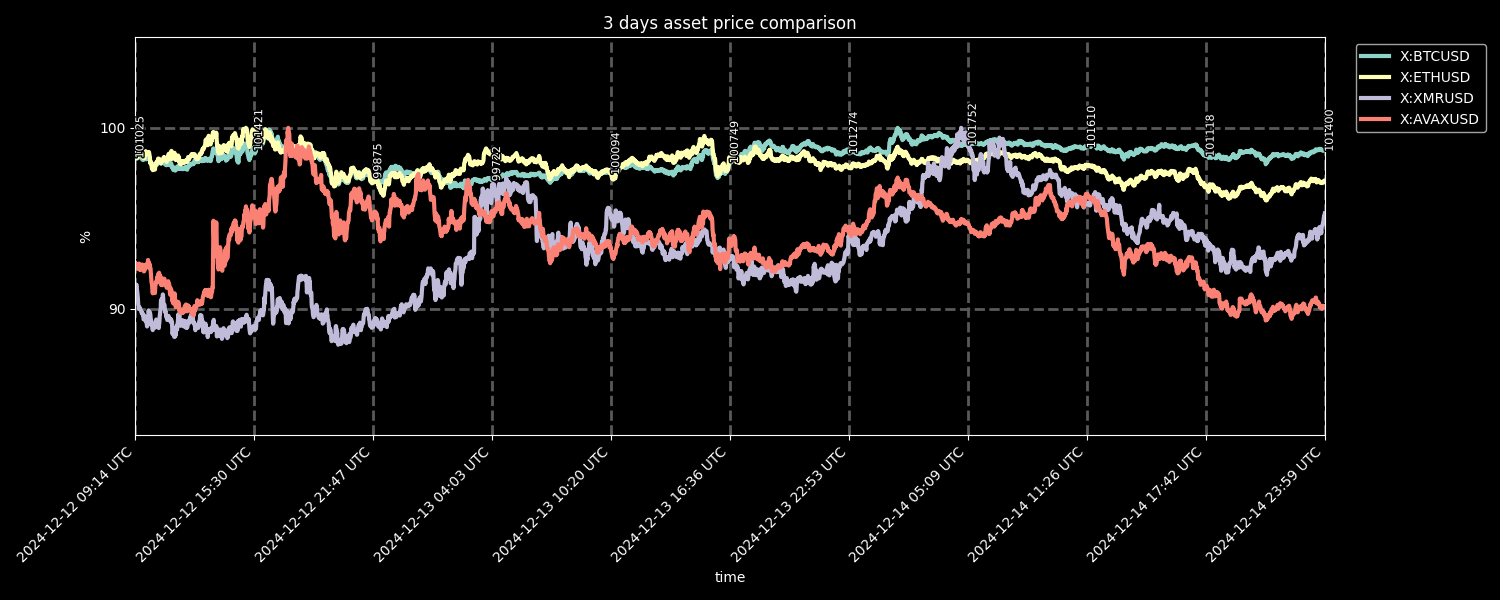 3 days asset price comparison
X:BTCUSD
X:ETHUSD
X:XMRUSD
X:AVAXUSD
100
90
%
101025
101421
99875
99722
100094
100749
101274
101752
101610
101118
101400
2024-12-12 09:14 UTC
2024-12-12 15:30 UTC
2024-12-12 21:47 UTC
2024-12-13 04:03 UTC
2024-12-13 10:20 UTC
2024-12-13 16:36 UTC
2024-12-13 22:53 UTC
2024-12-14 05:09 UTC
2024-12-14 11:26 UTC
2024-12-14 17:42 UTC
2024-12-14 23:59 UTC
time